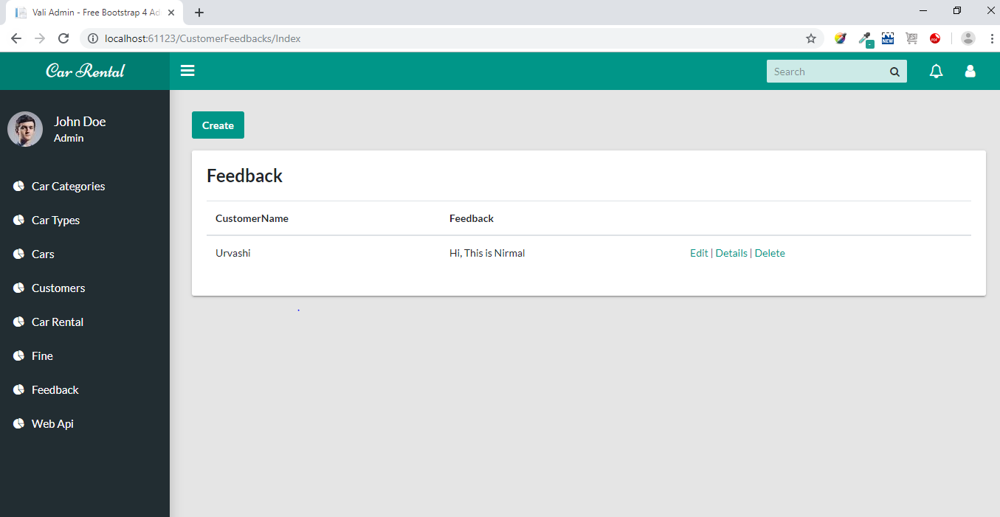 Vali Admin - Free Bootstrap 4 Ad
localhost:61123/CustomerFeedbacks/Index
NEW
PDF
Car Rental
Search
John Doe
Admin
Create
Car Categories
Car Types
Cars
Customers
Car Rental
Fine
Feedback
Web Api
Feedback
CustomerName Feedback
Urvashi Hi, This is Nirmal Edit | Details | Delete